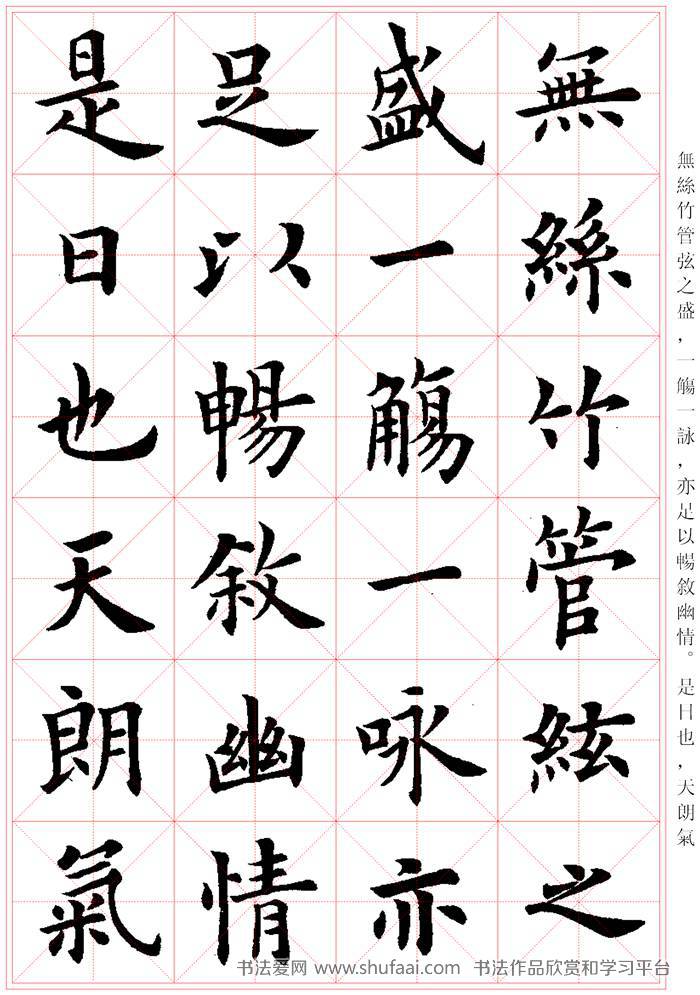 無絲竹管絃之
盛一觴一咏亦
足以暢敘幽情
是日也天朗氣
無絲竹管弦之盛，一觴一詠，亦足以暢敘幽情。是日也，天朗氣
书法爱网 www.shufaai.com 书法作品欣赏和学习平台